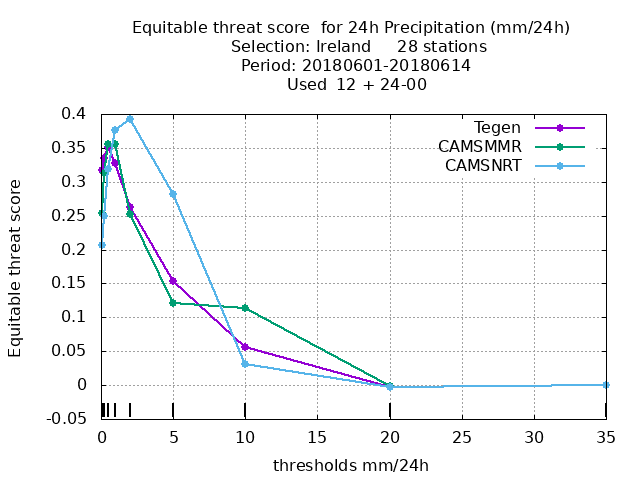 Equitable threat score  for 24h Precipitation (mm/24h)
Selection: Ireland     28 stations
Period: 20180601-20180614
Used  12 + 24-00
Tegen
CAMSMMR
CAMSNRT
Equitable threat score
0.4
0.35
0.3
0.25
0.2
0.15
0.1
0.05
0
-0.05
0 5 10 15 20 25 30 35
thresholds mm/24h